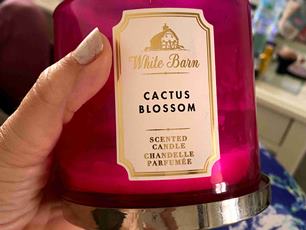 White Barn
CACTUS
BLOSSOM
SCENTED
CANDLE
CHANDELLE
PARFUMÉE